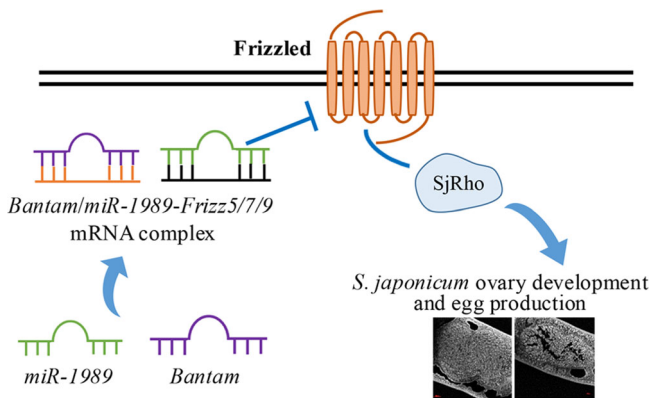 Frizzled
Bantam/miR-1989-Frizz5/7/9
mRNA complex
SjRho
S. japonicum ovary development
and egg production
miR-1989
Bantam